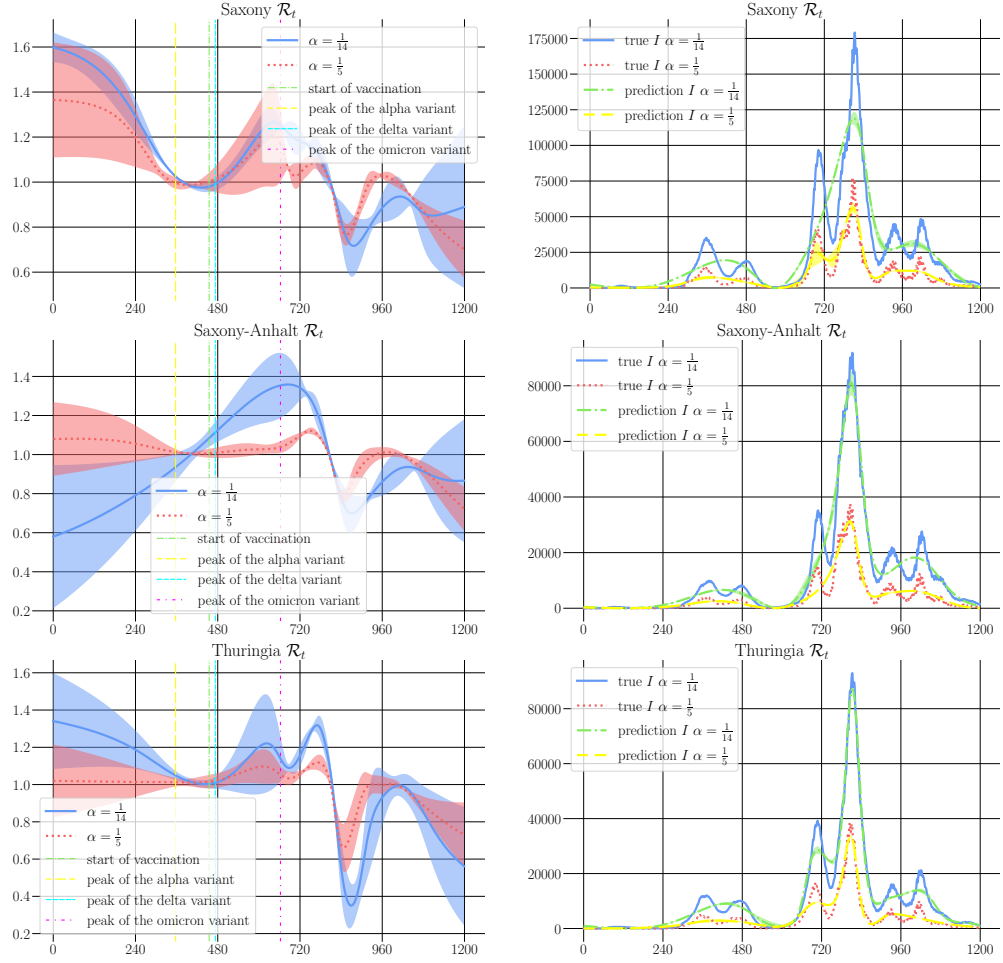 Saxony 𝓡ₜ
1.6
1.4
1.2
1.0
0.8
0.6
0 240 480 720 960 1200
α = 1/14
α = 1/5
start of vaccination
peak of the alpha variant
peak of the delta variant
peak of the omicron variant
Saxony 𝓡ₜ
175000
150000
125000
100000
75000
50000
25000
0
0 240 480 720 960 1200
true I α = 1/14
true I α = 1/5
prediction I α = 1/14
prediction I α = 1/5
Saxony-Anhalt 𝓡ₜ
1.4
1.2
1.0
0.8
0.6
0.4
0.2
0 240 480 720 960 1200
α = 1/14
α = 1/5
start of vaccination
peak of the alpha variant
peak of the delta variant
peak of the omicron variant
Saxony-Anhalt 𝓡ₜ
80000
60000
40000
20000
0
0 240 480 720 960 1200
true I α = 1/14
true I α = 1/5
prediction I α = 1/14
prediction I α = 1/5
Thuringia 𝓡ₜ
1.6
1.4
1.2
1.0
0.8
0.6
0.4
0.2
0 240 480 720 960 1200
α = 1/14
α = 1/5
start of vaccination
peak of the alpha variant
peak of the delta variant
peak of the omicron variant
Thuringia 𝓡ₜ
80000
60000
40000
20000
0
0 240 480 720 960 1200
true I α = 1/14
true I α = 1/5
prediction I α = 1/14
prediction I α = 1/5